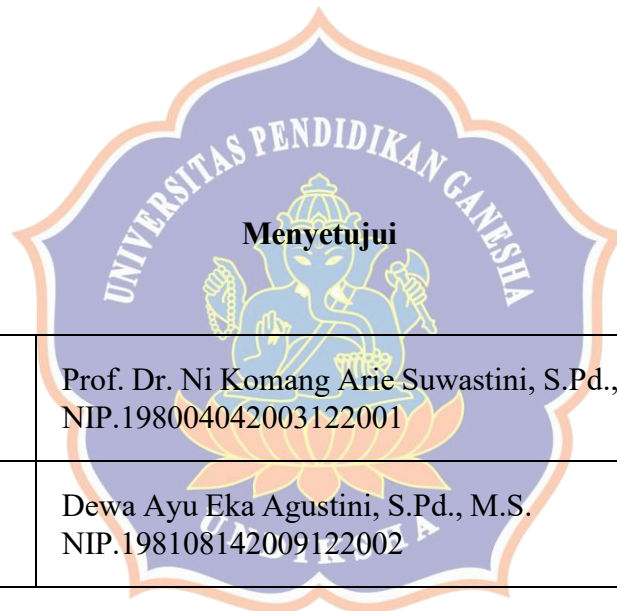 UNIVERSITAS PENDIDIKAN GANESHA
Menyetujui
Prof. Dr. Ni Komang Arie Suwastini, S.Pd.,
NIP.198004042003122001
Dewa Ayu Eka Agustini, S.Pd., M.S.
NIP.198108142009122002
UNDIKSHA